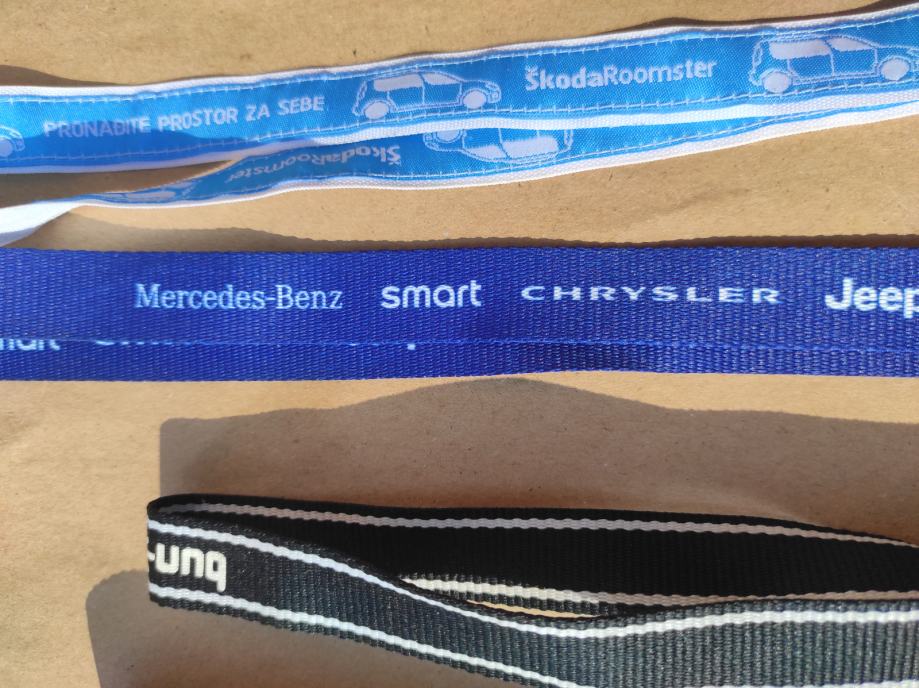 PRONAĐITE PROSTOR ZA SEBE ŠkodaRoomster
ŠkodaRoomster
Mercedes-Benz smart CHRYSLER Jeep